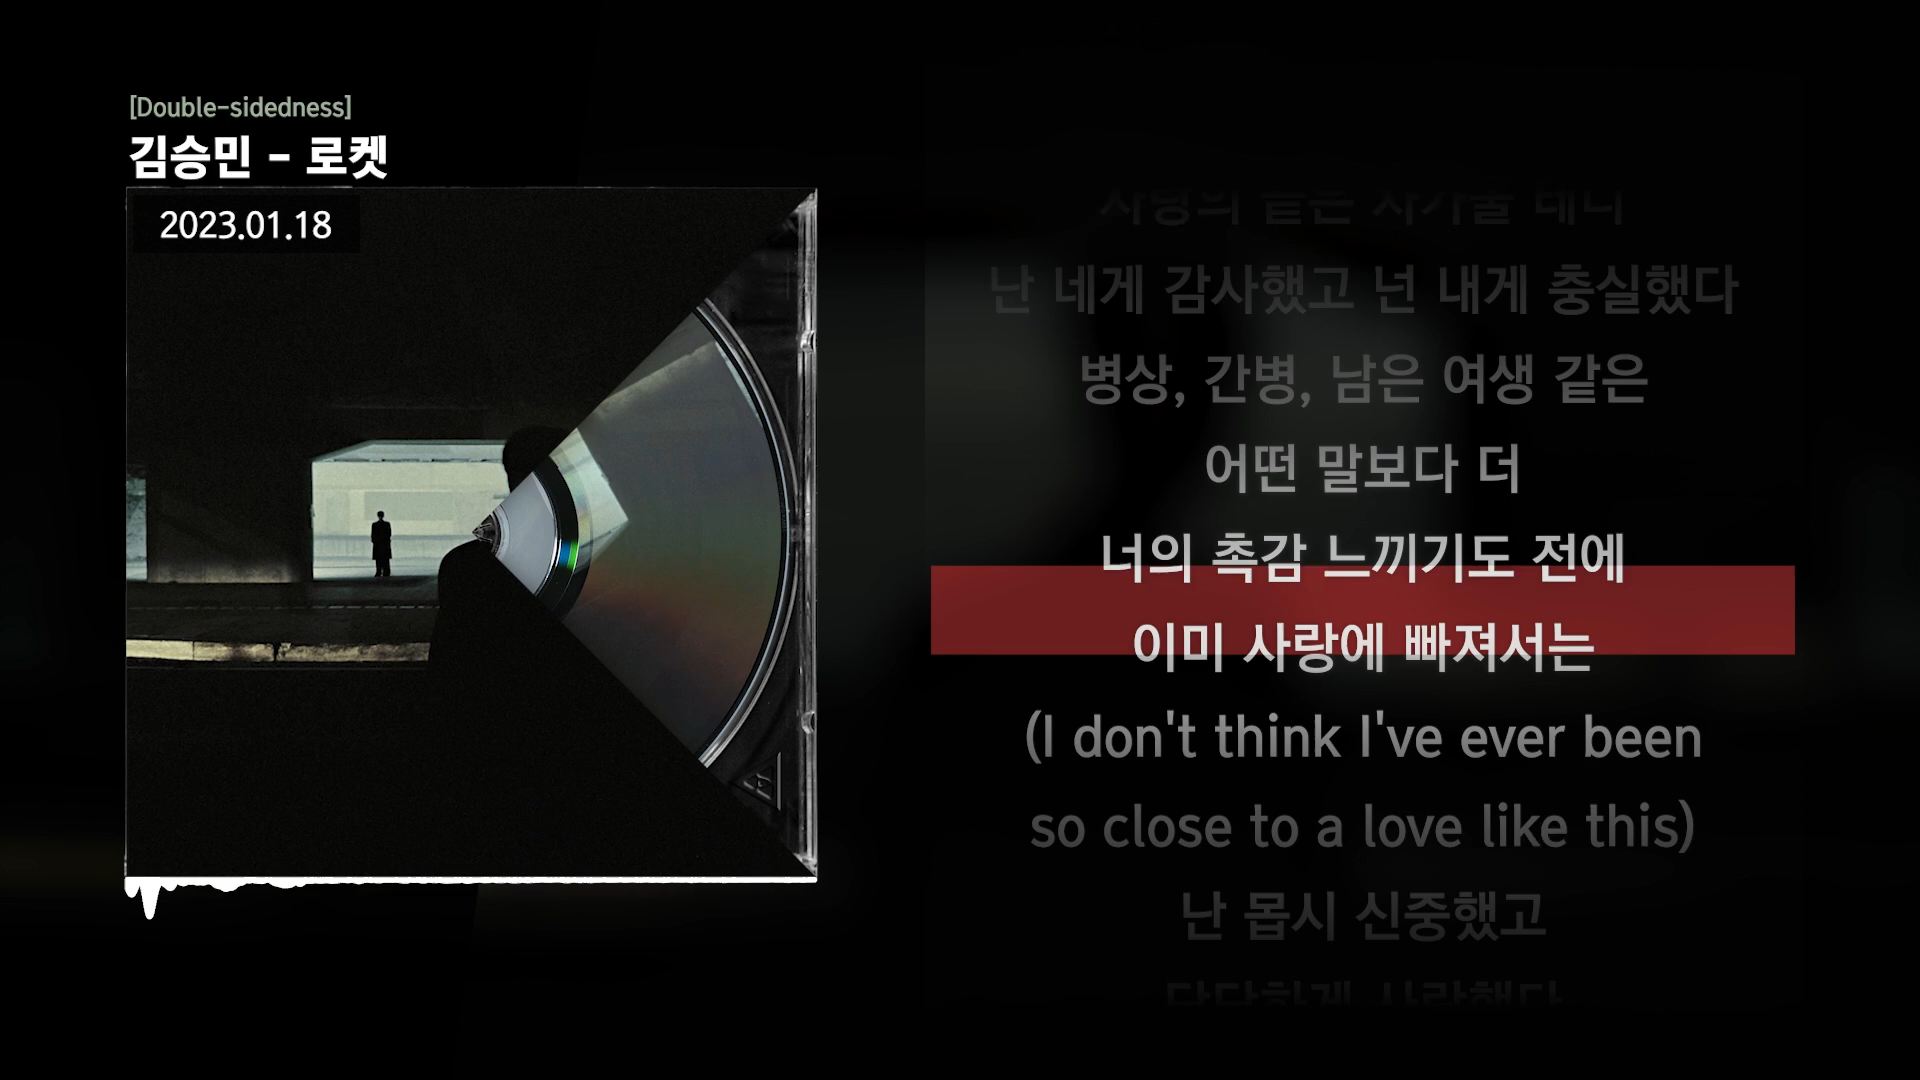 [Double-sidedness]
김승민 - 로켓
2023.01.18
난 네게 감사했고 넌 내게 충실했다
병상, 간병, 남은 여생 같은
어떤 말보다 더
너의 촉감 느끼기도 전에
이미 사랑에 빠져서는
(I don't think I've ever been
so close to a love like this)
난 몹시 신중했고